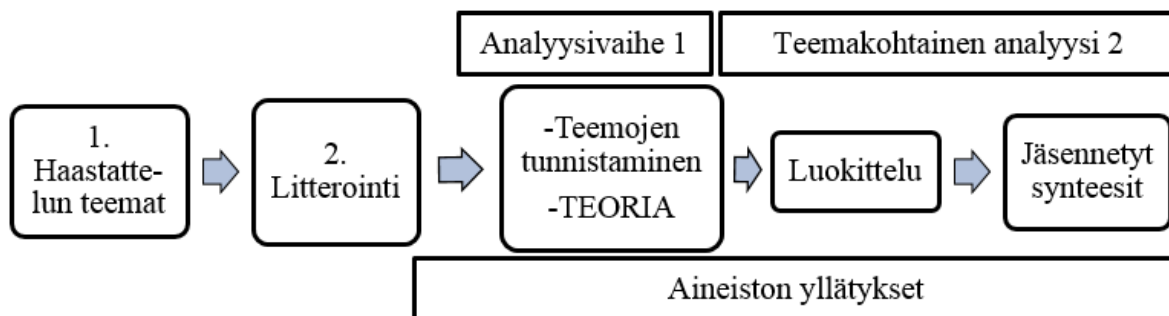 Analyysivaihe 1
Teemakohtainen analyysi 2
1.
Haastatte-
lun teemat
2.
Litterointi
-Teemojen
tunnistaminen
-TEORIA
Luokittelu
Jäsennetyt
synteesit
Aineiston yllätykset